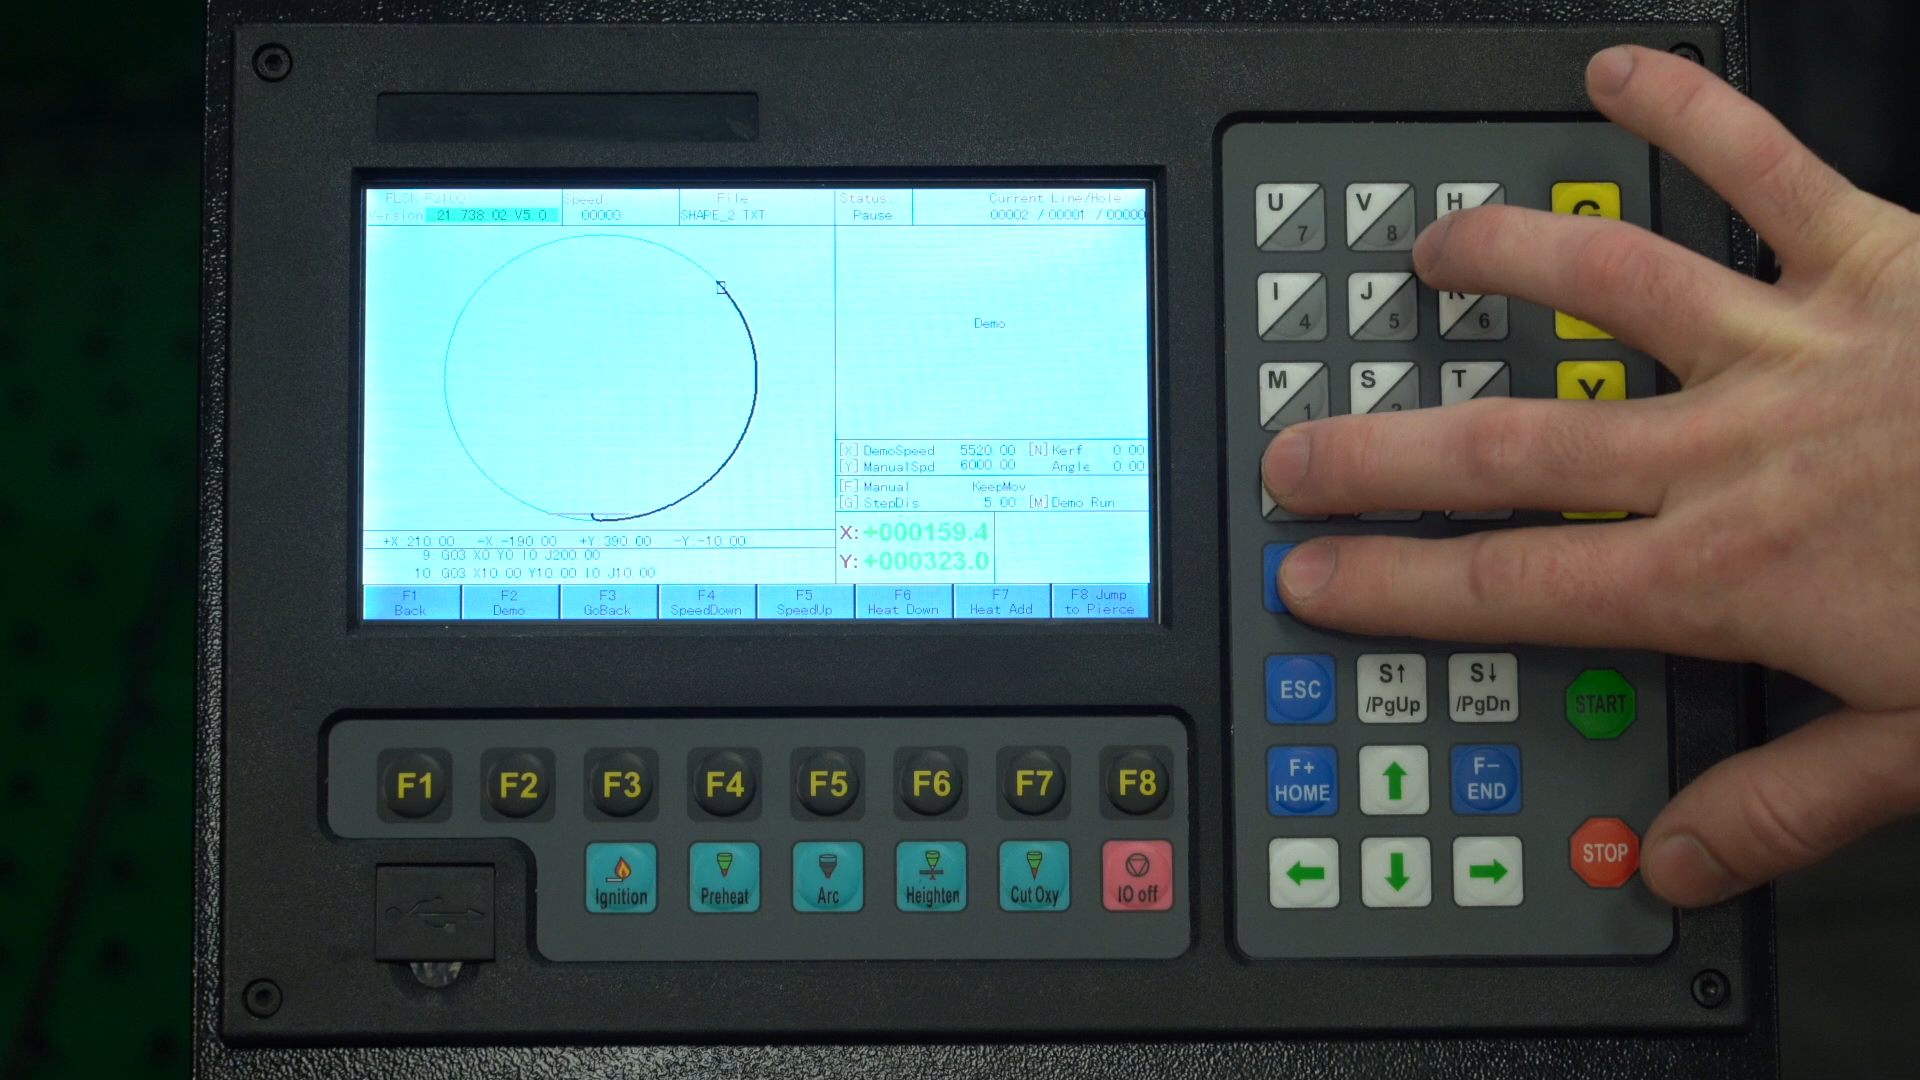 FLSK F2100 Speed File Status. Current Line/Hole
Version 21.738.02 V5.0 00000 SHAPE_2.TXT Pause 00002 /00001 /00000
Demo
[X] DemoSpeed 5520.00 [N] Kerf 0.00
[Y] ManualSpd 6000.00 Angle 0.00
[F] Manual KeepMov
[G] StepDis 5.00 [M] Demo Run
+X:210.00 -X:-190.00 +Y:390.00 -Y:-10.00
9 G03 X0 Y0 I0 J200.00
10 G03 X10.00 Y10.00 I0 J10.00
X: +000159.4
Y: +000323.0
F1 Back
F2 Demo
F3 GoBack
F4 SpeedDown
F5 SpeedUp
F6 Heat Down
F7 Heat Add
F8 Jump to Pierce
U 7 V 8 H G
I 4 J 5 6
M 1 S T Y
ESC S↑ /PgUp S↓ /PgDn START
F+ HOME ↑ F- END
← ↓ → STOP
F1 F2 F3 F4 F5 F6 F7 F8
Ignition Preheat Arc Heighten Cut Oxy IO off